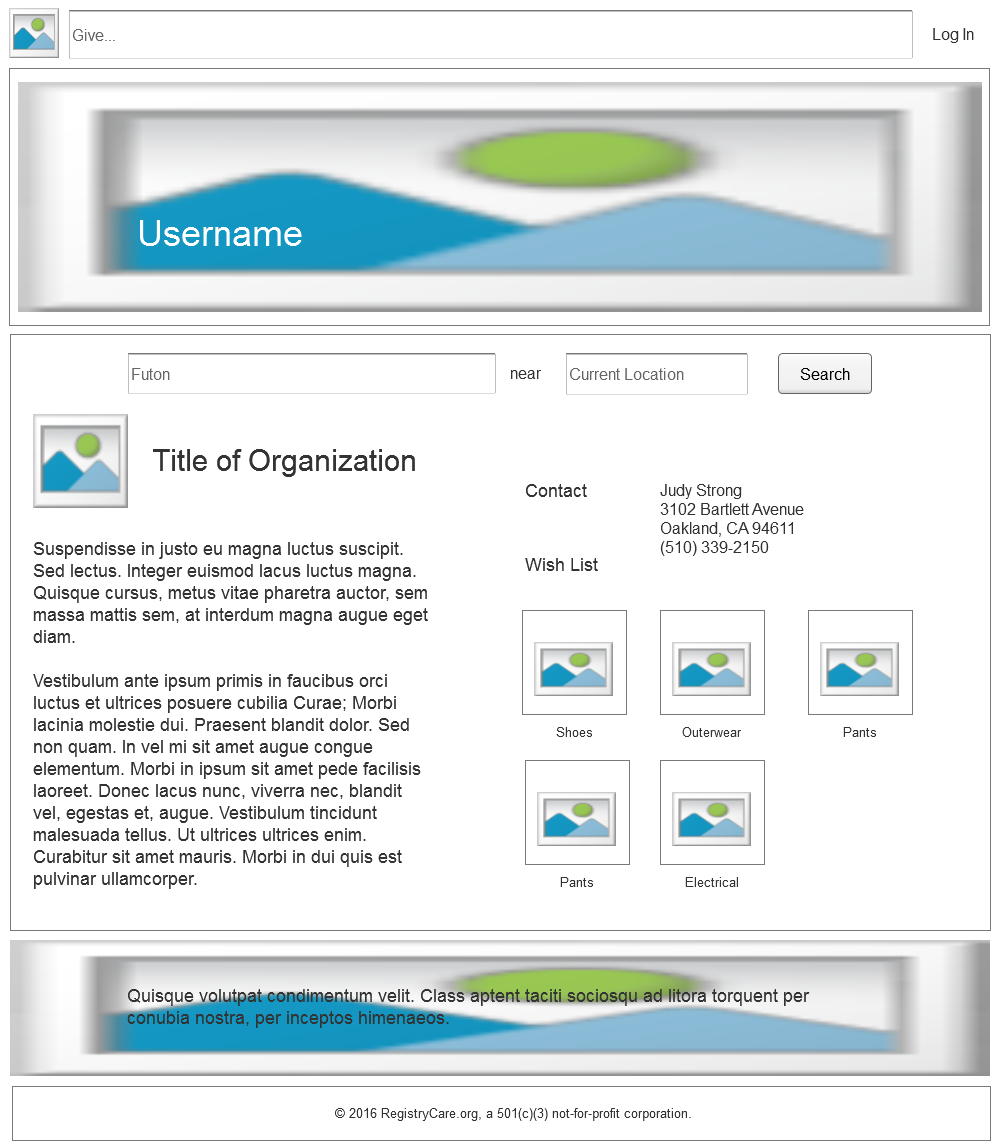 Give...
Log In
Username
Futon
near
Current Location
Search
Title of Organization
Suspendisse in justo eu magna luctus suscipit.
Sed lectus. Integer euismod lacus luctus magna.
Quisque cursus, metus vitae pharetra auctor, sem
massa mattis sem, at interdum magna augue eget
diam.
Vestibulum ante ipsum primis in faucibus orci
luctus et ultrices posuere cubilia Curae; Morbi
lacinia molestie dui. Praesent blandit dolor. Sed
non quam. In vel mi sit amet augue congue
elementum. Morbi in ipsum sit amet pede facilisis
laoreet. Donec lacus nunc, viverra nec, blandit
vel, egestas et, augue. Vestibulum tincidunt
malesuada tellus. Ut ultrices ultrices enim.
Curabitur sit amet mauris. Morbi in dui quis est
pulvinar ullamcorper.
Contact
Judy Strong
3102 Bartlett Avenue
Oakland, CA 94611
(510) 339-2150
Wish List
Shoes
Outerwear
Pants
Pants
Electrical
Quisque volutpat condimentum velit. Class aptent taciti sociosqu ad litora torquent per
conubia nostra, per inceptos himenaeos.
© 2016 RegistryCare.org, a 501(c)(3) not-for-profit corporation.